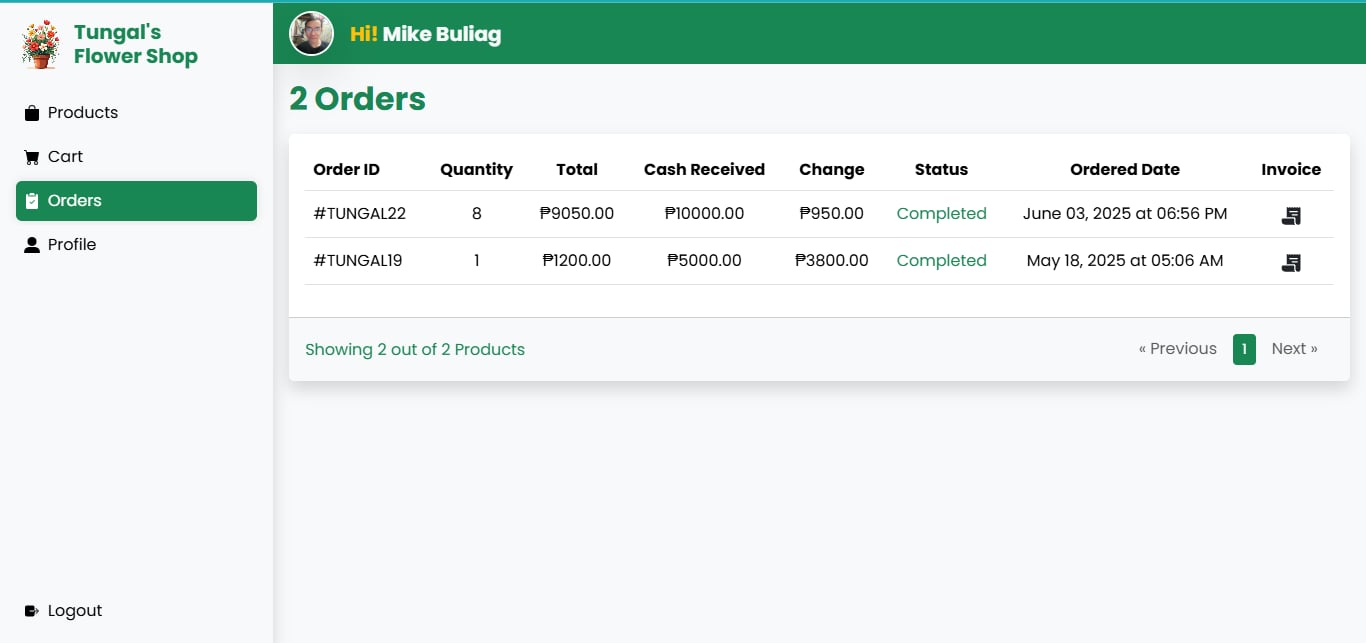 Tungal's
Flower Shop
Hi! Mike Buliag
Products
Cart
Orders
Profile
Logout
2 Orders
Order ID Quantity Total Cash Received Change Status Ordered Date Invoice
#TUNGAL22 8 ₱9050.00 ₱10000.00 ₱950.00 Completed June 03, 2025 at 06:56 PM
#TUNGAL19 1 ₱1200.00 ₱5000.00 ₱3800.00 Completed May 18, 2025 at 05:06 AM
Showing 2 out of 2 Products « Previous 1 Next »